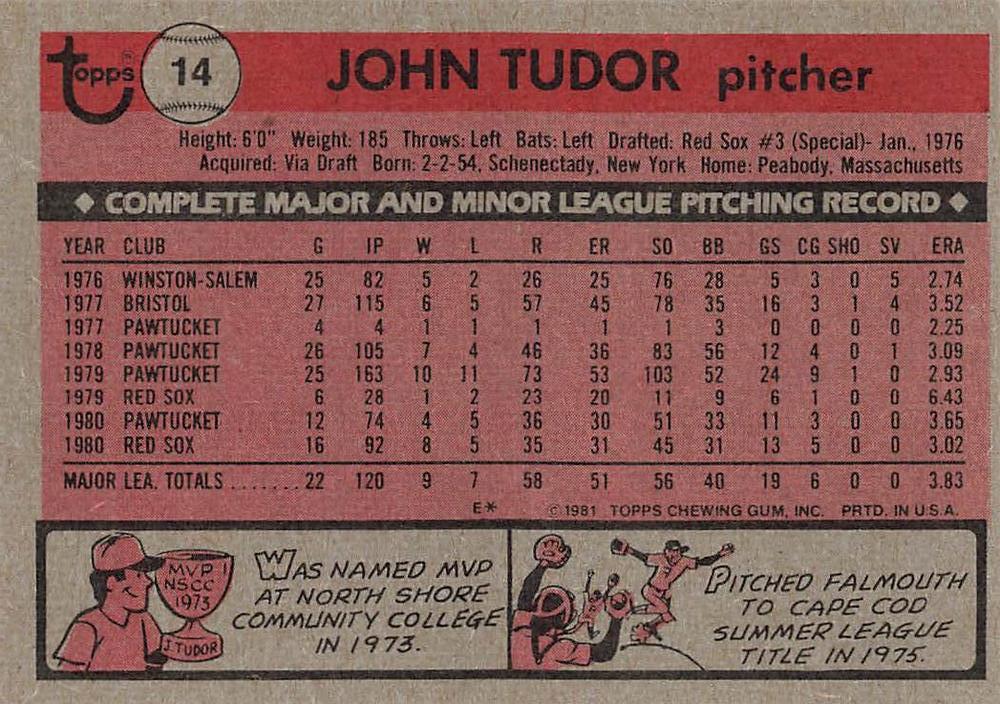 Topps® 14 JOHN TUDOR pitcher
Height: 6'0" Weight: 185 Throws: Left Bats: Left Drafted: Red Sox #3 (Special)- Jan., 1976
Acquired: Via Draft Born: 2-2-54, Schenectady, New York Home: Peabody, Massachusetts
◆ COMPLETE MAJOR AND MINOR LEAGUE PITCHING RECORD ◆
YEAR CLUB G IP W L R ER SO BB GS CG SHO SV ERA
1976 WINSTON-SALEM 25 82 5 2 26 25 76 28 5 3 0 5 2.74
1977 BRISTOL 27 115 6 5 57 45 78 35 16 3 1 4 3.52
1977 PAWTUCKET 4 4 1 1 1 1 1 3 0 0 0 0 2.25
1978 PAWTUCKET 26 105 7 4 46 36 83 56 12 4 0 1 3.09
1979 PAWTUCKET 25 163 10 11 73 53 103 52 24 9 1 0 2.93
1979 RED SOX 6 28 1 2 23 20 11 9 6 1 0 0 6.43
1980 PAWTUCKET 12 74 4 5 36 30 51 33 11 3 0 0 3.65
1980 RED SOX 16 92 8 5 35 31 45 31 13 5 0 0 3.02
MAJOR LEA. TOTALS ....... 22 120 9 7 58 51 56 40 19 6 0 0 3.83
E* © 1981 TOPPS CHEWING GUM, INC. PRTD. IN U.S.A.
MVP
NSCC
1973
J. TUDOR
WAS NAMED MVP
AT NORTH SHORE
COMMUNITY COLLEGE
IN 1973.
PITCHED FALMOUTH
TO CAPE COD
SUMMER LEAGUE
TITLE IN 1975.